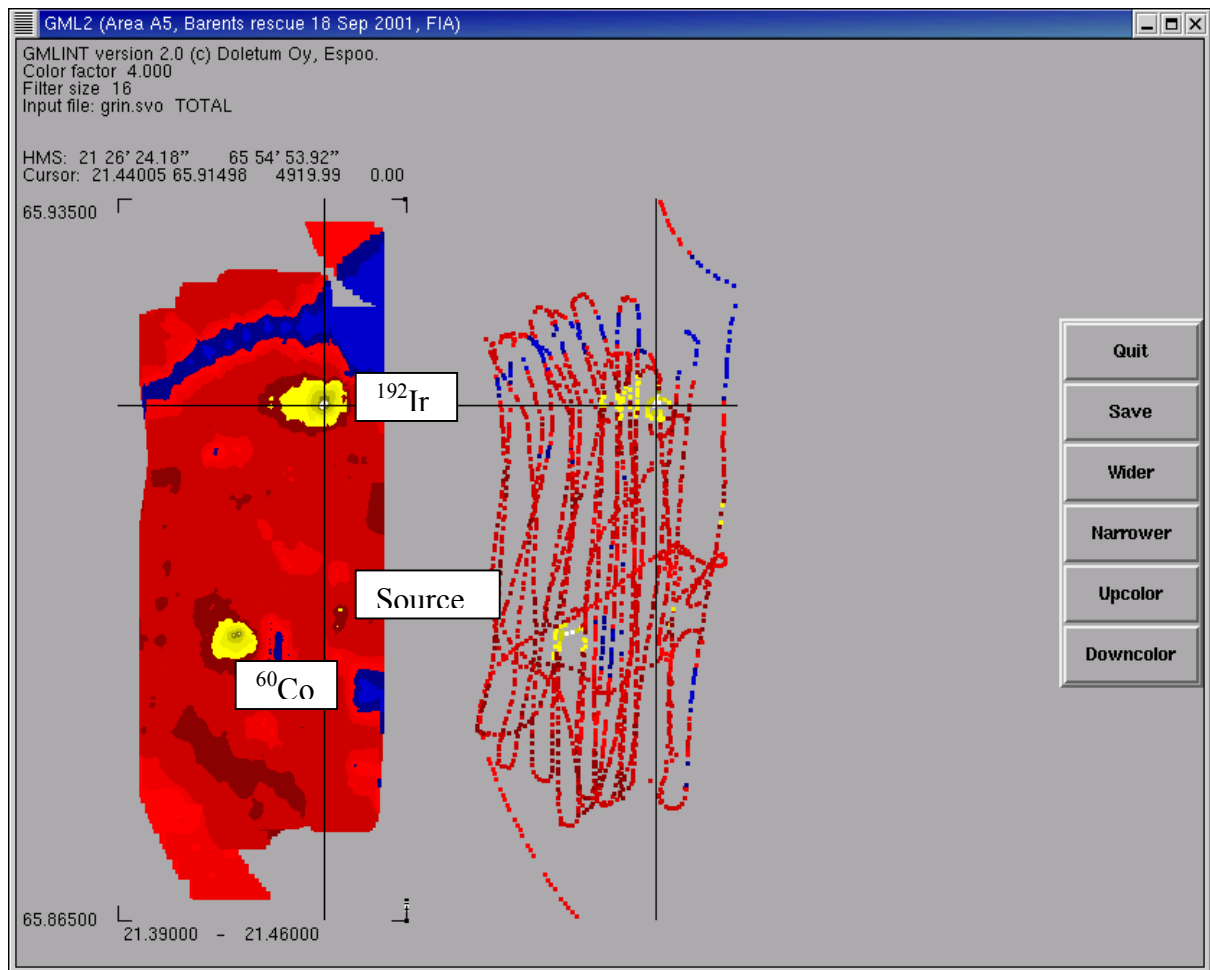 GML2 (Area A5, Barents rescue 18 Sep 2001, FIA)
GMLINT version 2.0 (c) Doletum Oy, Espoo.
Color factor 4.000
Filter size 16
Input file: grin.svo TOTAL
HMS: 21 26' 24.18" 65 54' 53.92"
Cursor: 21.44005 65.91498 4919.99 0.00
65.93500
192Ir
Source
60Co
65.86500
21.39000 - 21.46000
Quit
Save
Wider
Narrower
Upcolor
Downcolor